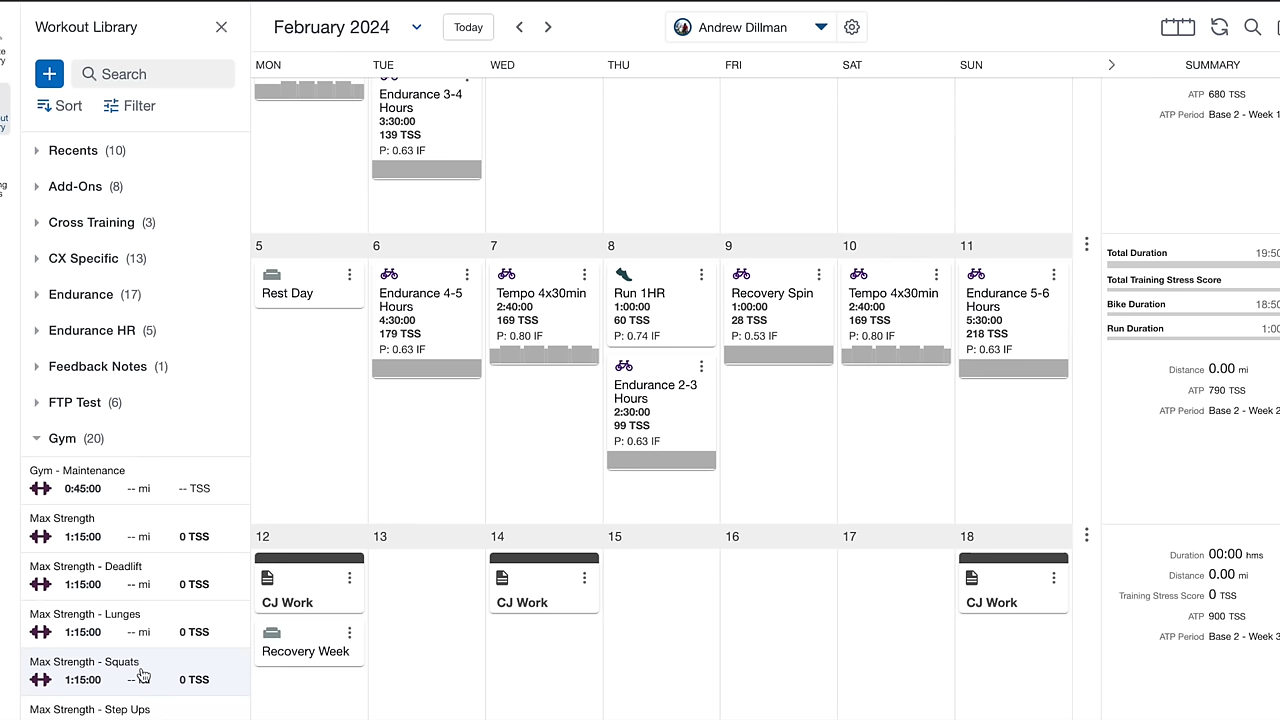 Workout Library
February 2024
Today
Andrew Dillman
Search
Sort
Filter
Recents (10)
Add-Ons (8)
Cross Training (3)
CX Specific (13)
Endurance (17)
Endurance HR (5)
Feedback Notes (1)
FTP Test (6)
Gym (20)
Gym - Maintenance
0:45:00 -- mi -- TSS
Max Strength
1:15:00 -- mi 0 TSS
Max Strength - Deadlift
1:15:00 -- mi 0 TSS
Max Strength - Lunges
1:15:00 -- mi 0 TSS
Max Strength - Squats
1:15:00 -- 0 TSS
Max Strength - Step Ups
MON TUE WED THU FRI SAT SUN SUMMARY
Endurance 3-4
Hours
3:30:00
139 TSS
P: 0.63 IF
ATP 680 TSS
ATP Period Base 2 - Week 1
5 6 7 8 9 10 11
Rest Day
Endurance 4-5
Hours
4:30:00
179 TSS
P: 0.63 IF
Tempo 4x30min
2:40:00
169 TSS
P: 0.80 IF
Run 1HR
1:00:00
60 TSS
P: 0.74 IF
Endurance 2-3
Hours
2:30:00
99 TSS
P: 0.63 IF
Recovery Spin
1:00:00
28 TSS
P: 0.53 IF
Tempo 4x30min
2:40:00
169 TSS
P: 0.80 IF
Endurance 5-6
Hours
5:30:00
218 TSS
P: 0.63 IF
Total Duration 19:50
Total Training Stress Score
Bike Duration 18:50
Run Duration 1:00
Distance 0.00 mi
ATP 790 TSS
ATP Period Base 2 - Week 2
12 13 14 15 16 17 18
CJ Work
Recovery Week
CJ Work
CJ Work
Duration 00:00 hms
Distance 0.00 mi
Training Stress Score 0 TSS
ATP 900 TSS
ATP Period Base 2 - Week 3